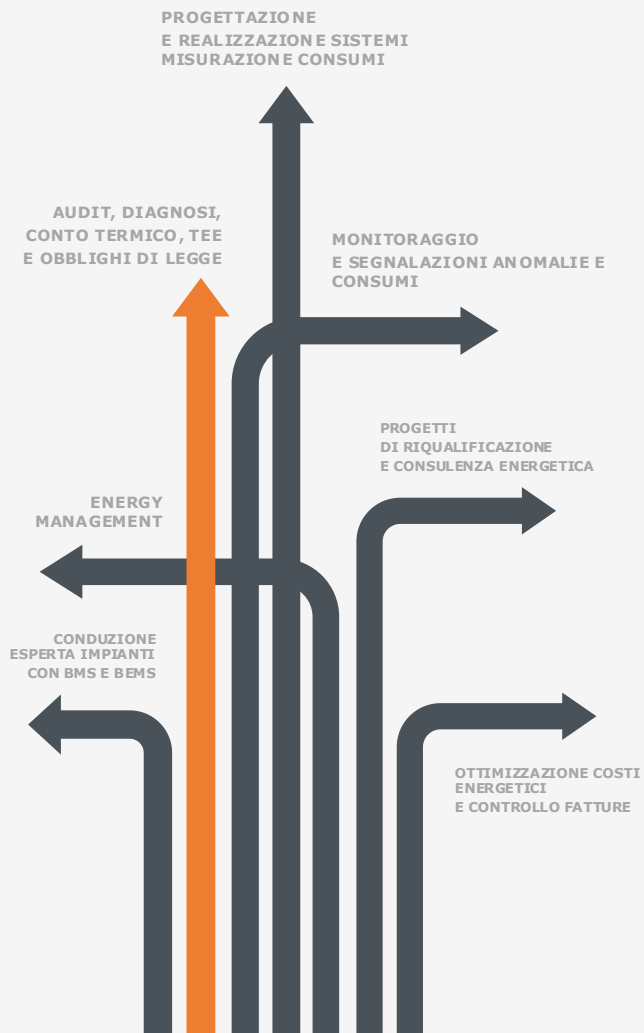 PROGETTAZIONE
E REALIZZAZIONE SISTEMI
MISURAZIONE CONSUMI
AUDIT, DIAGNOSI,
CONTO TERMICO, TEE
E OBBLIGHI DI LEGGE
MONITORAGGIO
E SEGNALAZIONI ANOMALIE E
CONSUMI
PROGETTI
DI RIQUALIFICAZIONE
E CONSULENZA ENERGETICA
ENERGY
MANAGEMENT
CONDUZIONE
ESPERTA IMPIANTI
CON BMS E BEMS
OTTIMIZZAZIONE COSTI
ENERGETICI
E CONTROLLO FATTURE